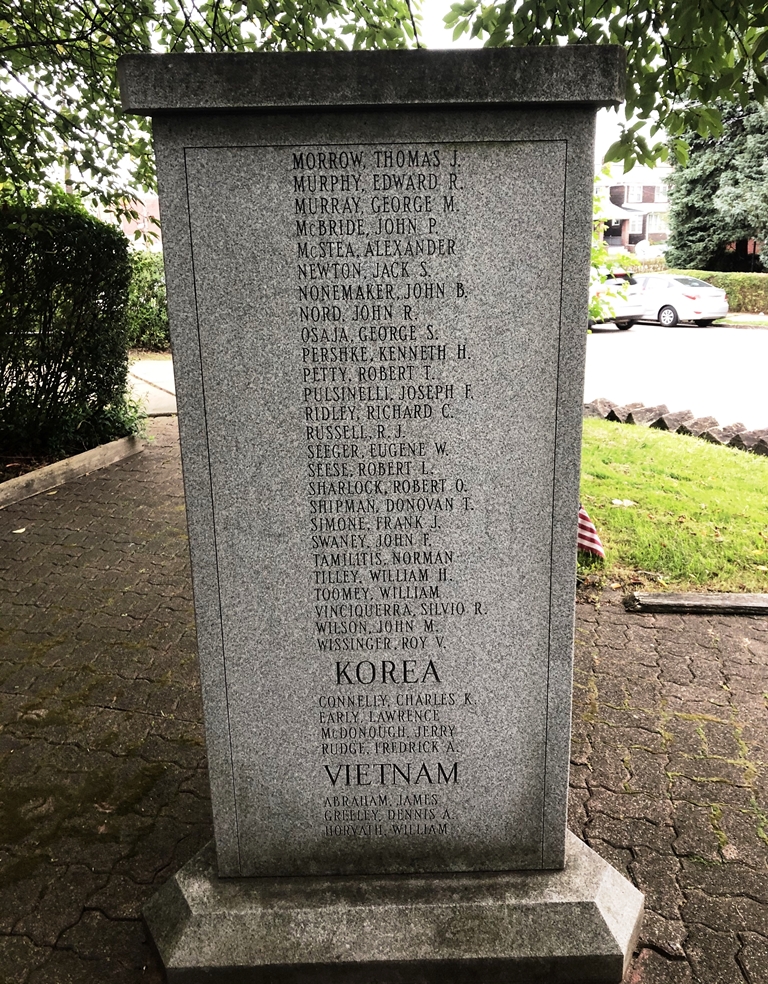 MORROW, THOMAS J.
MURPHY, EDWARD R.
MURRAY, GEORGE M.
McBRIDE, JOHN P.
McSTEA, ALEXANDER
NEWTON, JACK S.
NONEMAKER, JOHN B.
NORD, JOHN R.
OSAJA, GEORGE S.
PERSHKE, KENNETH H.
PETTY, ROBERT T.
PULSINELLI, JOSEPH F.
RIDLEY, RICHARD C.
RUSSELL, R. J.
SEEGER, EUGENE W.
SEESE, ROBERT L.
SHARLOCK, ROBERT O.
SHIPMAN, DONOVAN T.
SIMONE, FRANK J.
SWANEY, JOHN F.
TAMILITIS, NORMAN
TILLEY, WILLIAM H.
TOOMEY, WILLIAM
VINCIQUERRA, SILVIO R.
WILSON, JOHN M.
WISSINGER, ROY V.
KOREA
CONNELLY, CHARLES K.
EARLY, LAWRENCE
McDONOUGH, JERRY
RUDGE, FREDRICK A.
VIETNAM
ABRAHAM, JAMES
GREELEY, DENNIS A.
HORVATH, WILLIAM